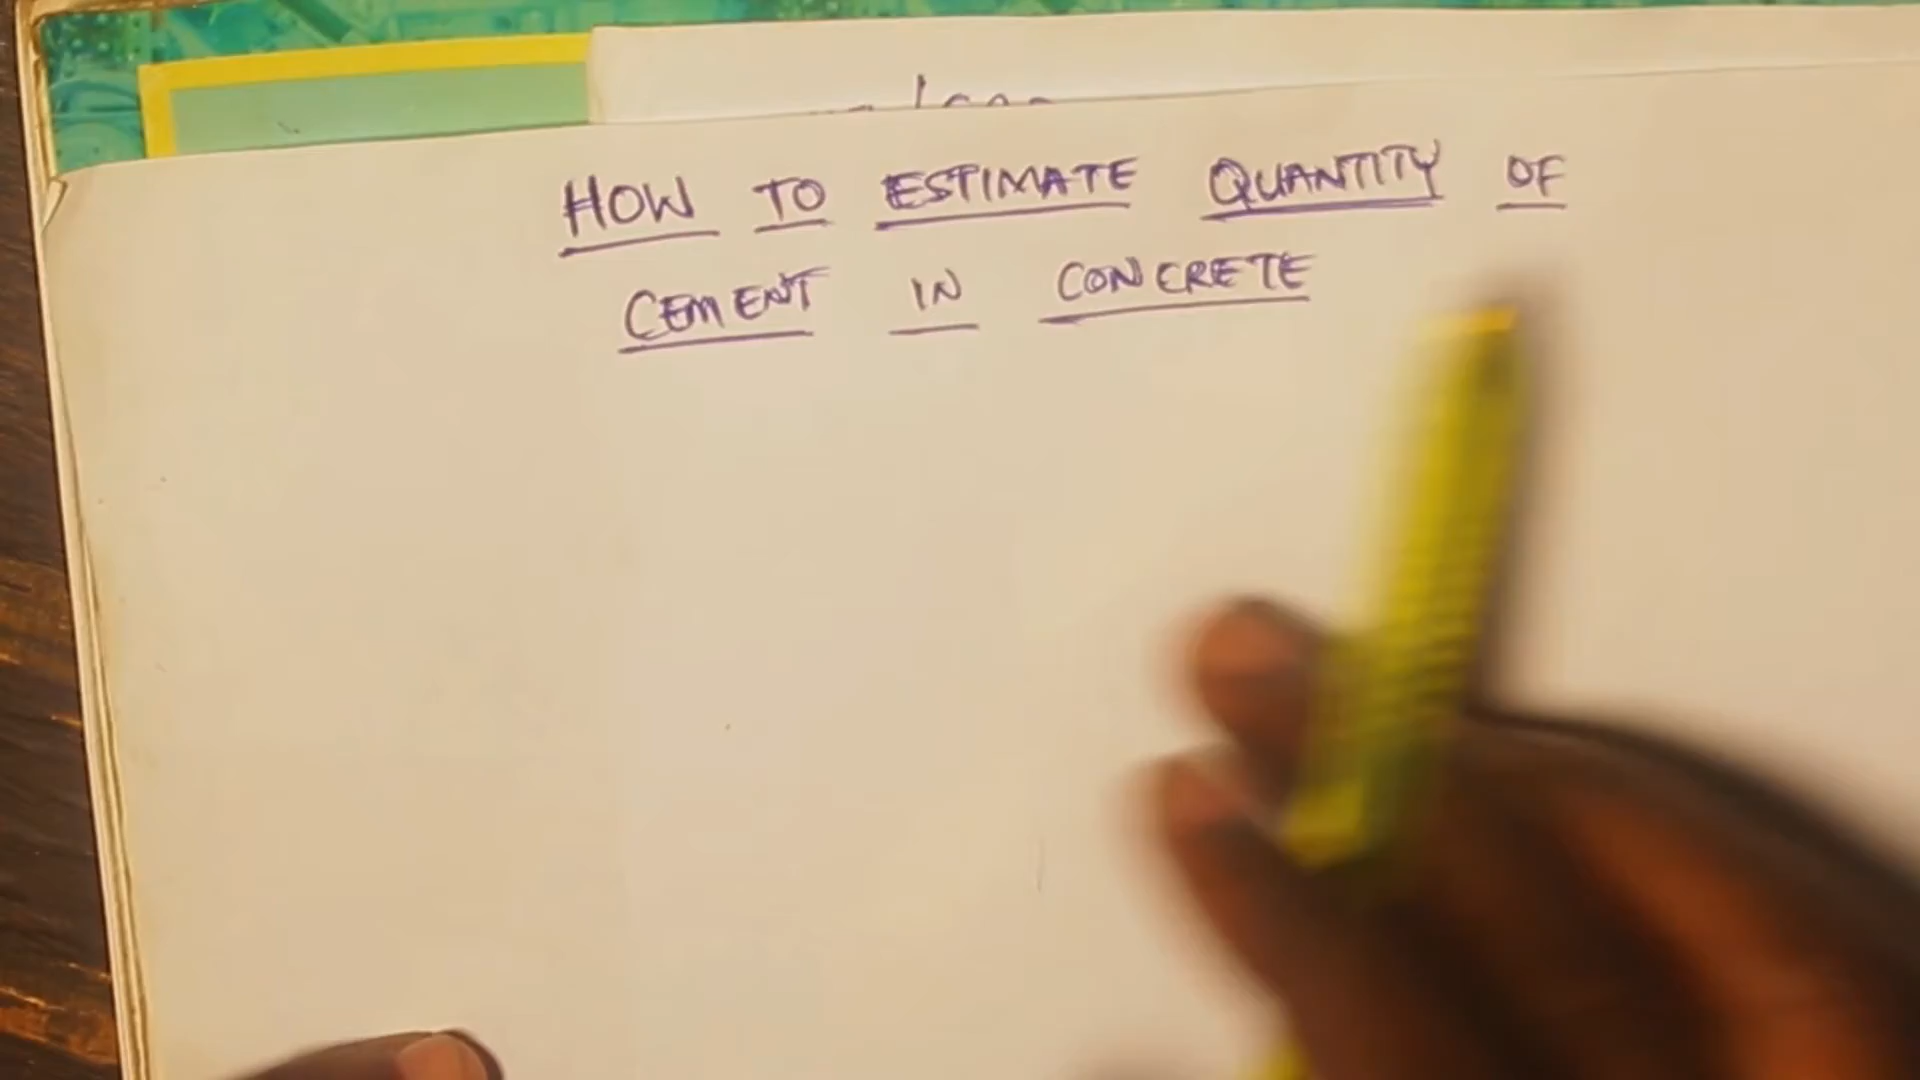 HOW TO ESTIMATE QUANTITY OF
CEMENT IN CONCRETE